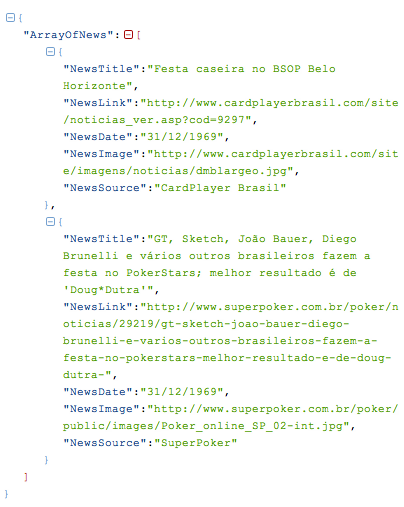 {
"ArrayOfNews":[
{
"NewsTitle":"Festa caseira no BSOP Belo
Horizonte",
"NewsLink":"http://www.cardplayerbrasil.com/site
/noticias_ver.asp?cod=9297",
"NewsDate":"31/12/1969",
"NewsImage":"http://www.cardplayerbrasil.com/sit
e/imagens/noticias/dmblargeo.jpg",
"NewsSource":"CardPlayer Brasil"
},
{
"NewsTitle":"GT, Sketch, João Bauer, Diego
Brunelli e vários outros brasileiros fazem a
festa no PokerStars; melhor resultado é de
'Doug*Dutra'",
"NewsLink":"http://www.superpoker.com.br/poker/n
oticias/29219/gt-sketch-joao-bauer-diego-
brunelli-e-varios-outros-brasileiros-fazem-a-
festa-no-pokerstars-melhor-resultado-e-de-doug-
dutra-",
"NewsDate":"31/12/1969",
"NewsImage":"http://www.superpoker.com.br/poker/
public/images/Poker_online_SP_02-int.jpg",
"NewsSource":"SuperPoker"
}
]
}